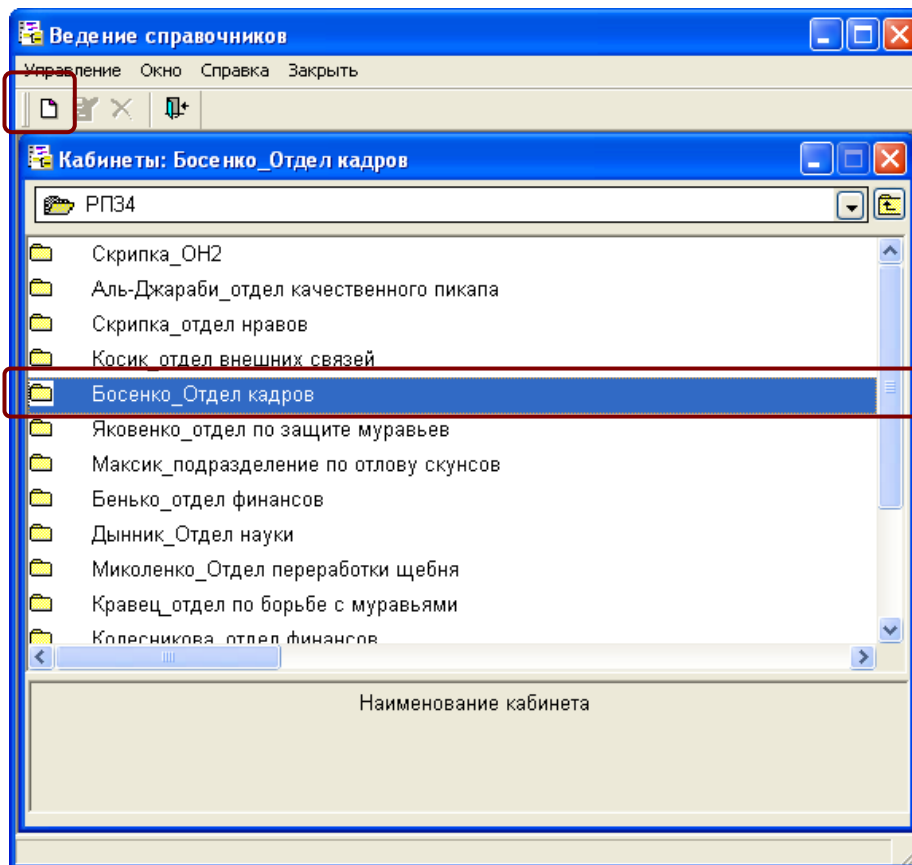 Ведение справочников
Управление Окно Справка Закрыть
Кабинеты: Босенко_Отдел кадров
РП34
Скрипка_ОН2
Аль-Джараби_отдел качественного пикапа
Скрипка_отдел нравов
Косик_отдел внешних связей
Босенко_Отдел кадров
Яковенко_отдел по защите муравьев
Максик_подразделение по отлову скунсов
Бенько_отдел финансов
Дынник_Отдел науки
Миколенко_Отдел переработки щебня
Кравец_отдел по борьбе с муравьями
Колесникова_отдел финансов
Наименование кабинета